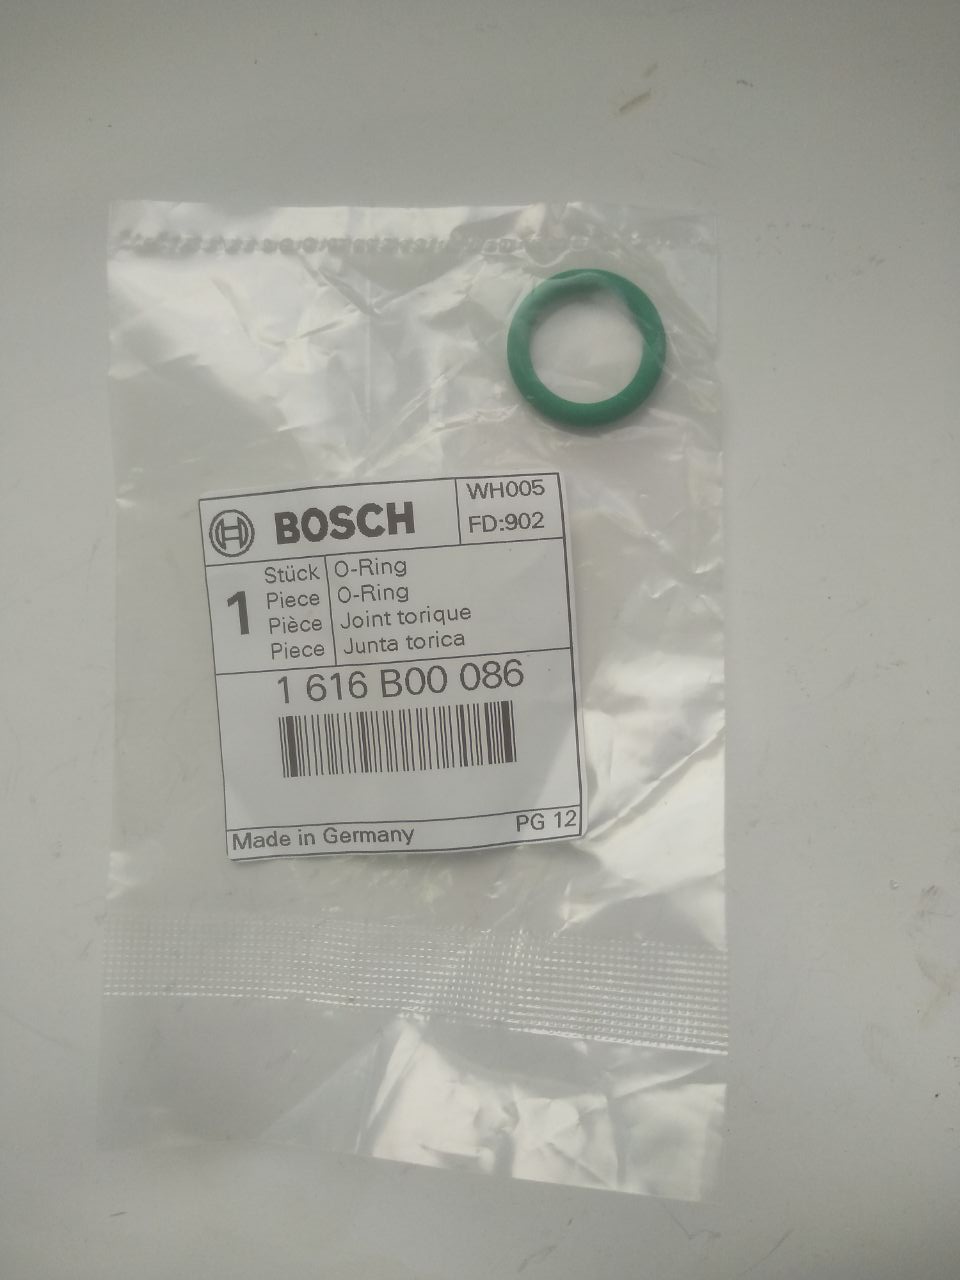 BOSCH
WH005
FD:902
1
Stück O-Ring
Piece O-Ring
Pièce Joint torique
Piece Junta torica
1 616 B00 086
Made in Germany PG 12